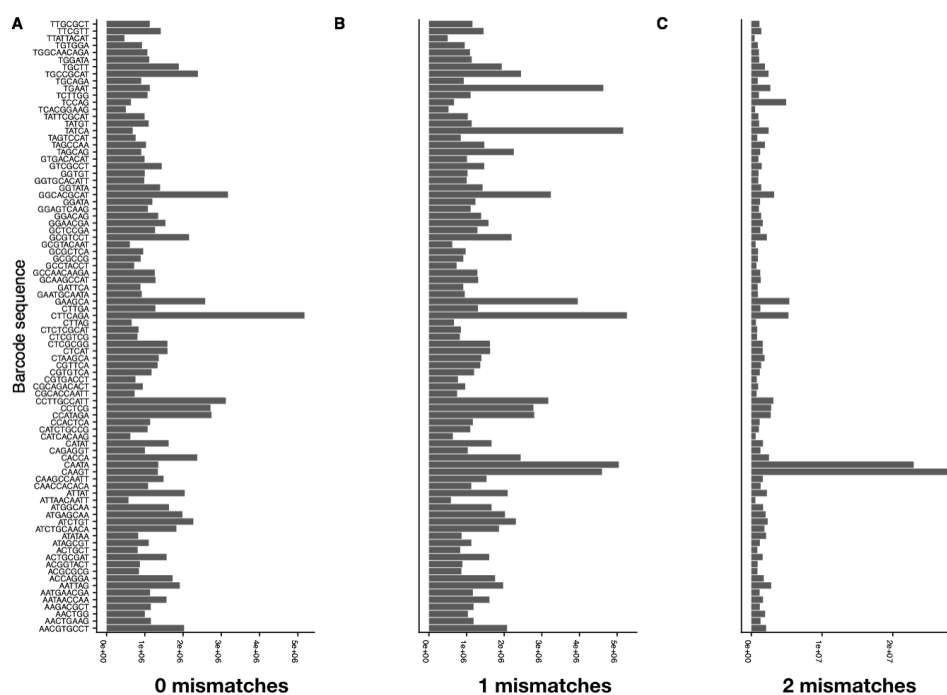 A
B
C
Barcode sequence
TTGCGCT
TTCGTT
TTATTACAT
TGTGGA
TGGCAACAGA
TGGATA
TGCTT
TGCCGCAT
TGCAGA
TGAAT
TCTTGG
TCCAG
TCACGGAAG
TATTCGCAT
TATGT
TATCA
TAGTCCAT
TAGCCAA
TAGCAG
GTGACACAT
GTCGCCT
GGTGT
GGTGCACATT
GGTATA
GGCACGCAT
GGATA
GGAGTCAAG
GGACAG
GGAACGA
GCTCCGA
GCGTCCT
GCGTACAAT
GCGCTCA
GCGCCG
GCCTACCT
GCCAACAAGA
GCAAGCCAT
GATTCA
GAATGCAATA
GAAGCA
CTTGA
CTTCAGA
CTTAG
CTCTCGCAT
CTCGTCG
CTCGCGG
CTCAT
CTAAGCA
CGTTCA
CGTGTCA
CGTGACCT
CGCAGACACT
CGCACCAATT
CCTTGCCATT
CCTCG
CCATAGA
CCACTCA
CATCTGCCG
CATCACAAG
CATAT
CAGAGGT
CACCA
CAATA
CAAGT
CAAGCCAATT
CAACCACACA
ATTAT
ATTAACAATT
ATGGCAA
ATGAGCAA
ATCTGT
ATCTGCAACA
ATATAA
ATAGCGT
ACTGCT
ACTGCGAT
ACGGTACT
ACGCGCG
ACCAGGA
AATTAG
AATGAACGA
AATAACCAA
AAGACGCT
AACTGG
AACTGAAG
AACGTGCCT
0e+00
1e+06
2e+06
3e+06
4e+06
5e+06
0 mismatches
0e+00
1e+06
2e+06
3e+06
4e+06
5e+06
1 mismatches
0e+00
1e+07
2e+07
2 mismatches